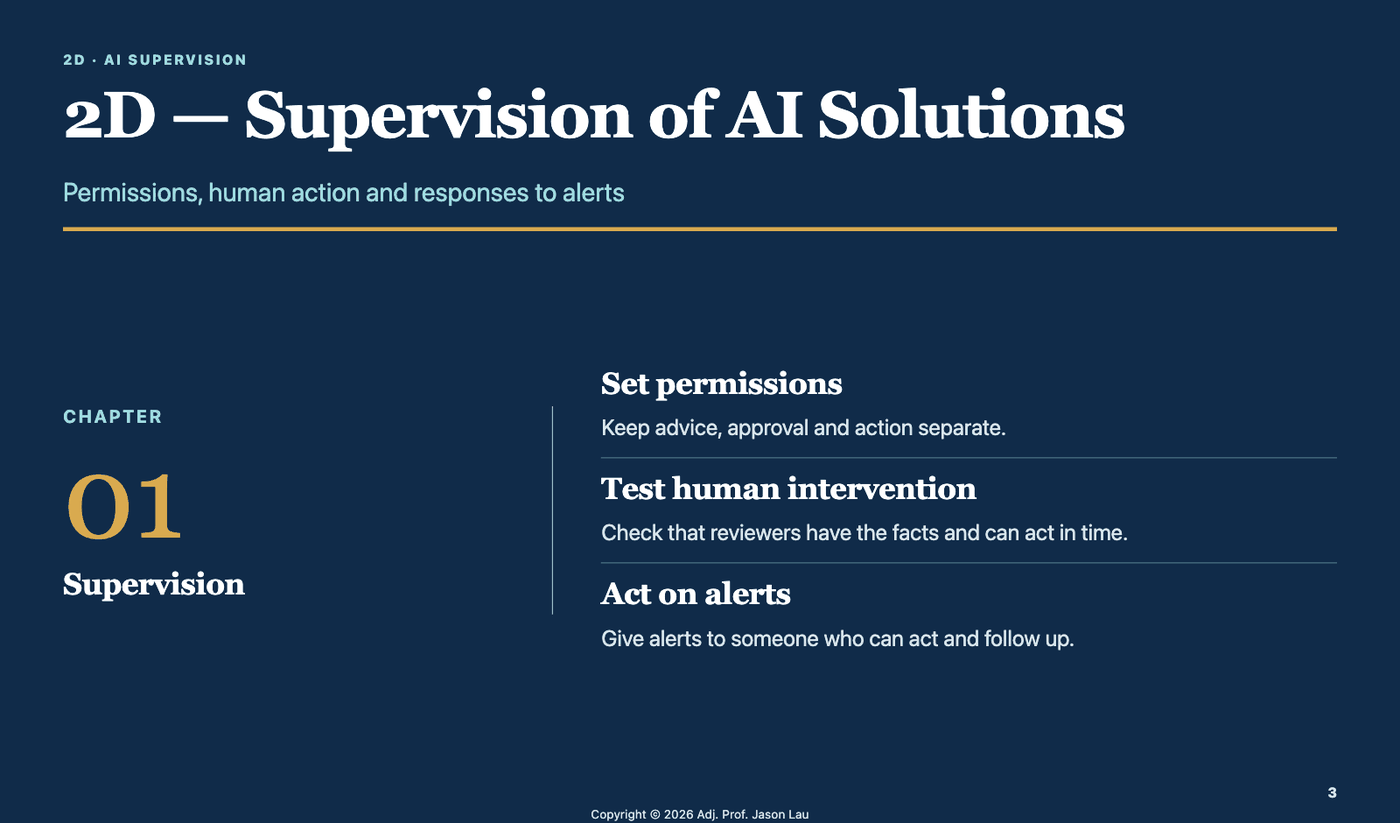 2D · AI SUPERVISION
2D — Supervision of AI Solutions
Permissions, human action and responses to alerts
CHAPTER
01
Supervision
Set permissions
Keep advice, approval and action separate.
Test human intervention
Check that reviewers have the facts and can act in time.
Act on alerts
Give alerts to someone who can act and follow up.
3
Copyright © 2026 Adj. Prof. Jason Lau